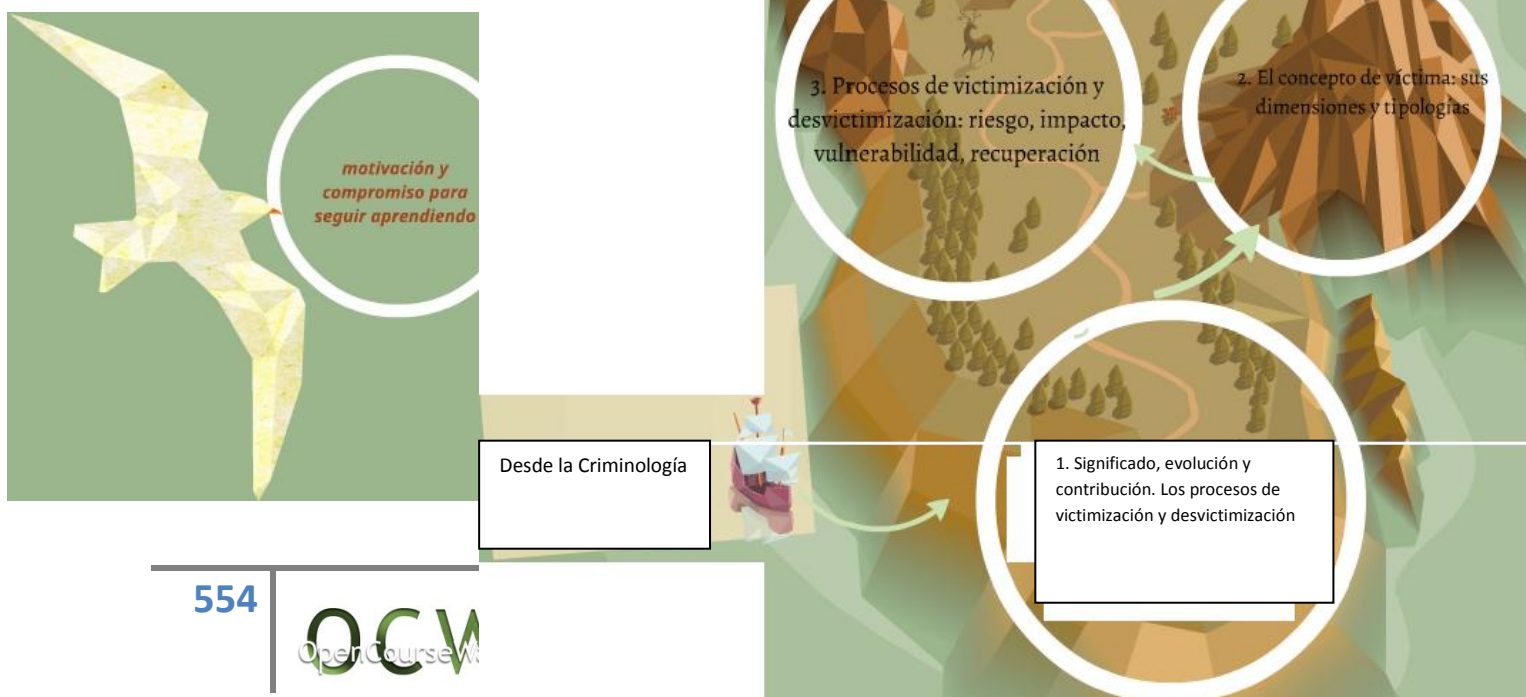 motivación y
compromiso para
seguir aprendiendo
3. Procesos de victimización y
desvictimización: riesgo, impacto,
vulnerabilidad, recuperación
2. El concepto de víctima: sus
dimensiones y tipologías
Desde la Criminología
1. Significado, evolución y
contribución. Los procesos de
victimización y desvictimización
554
OCW
OpenCourseWa